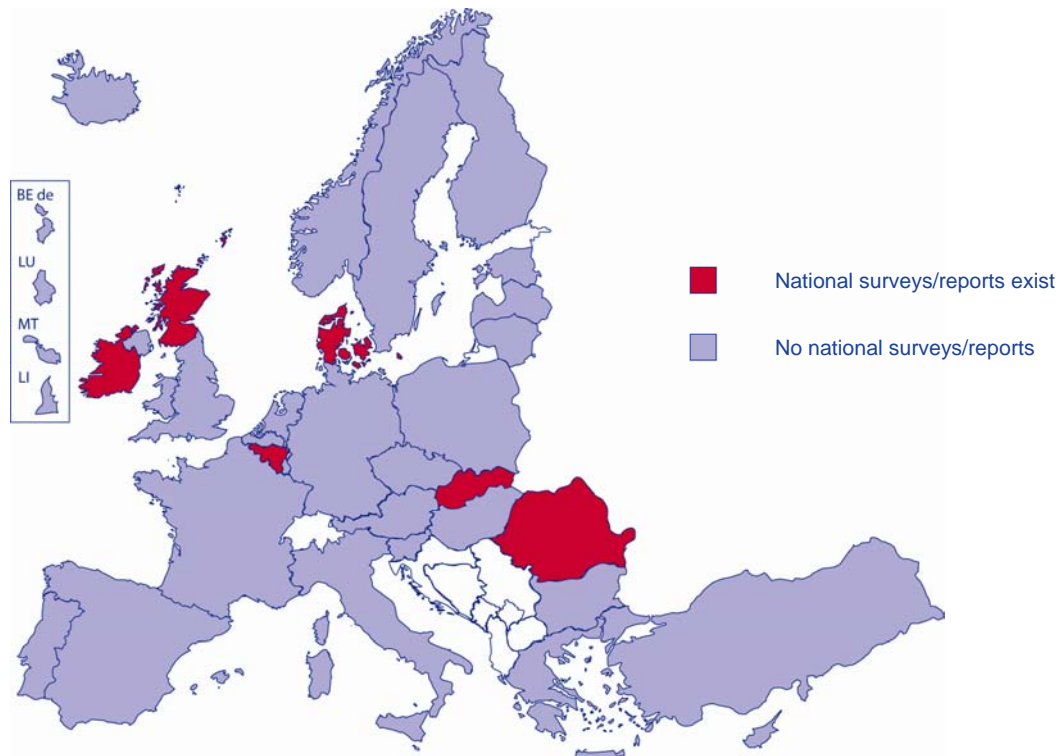 BE de
LU
MT
LI
National surveys/reports exist
No national surveys/reports